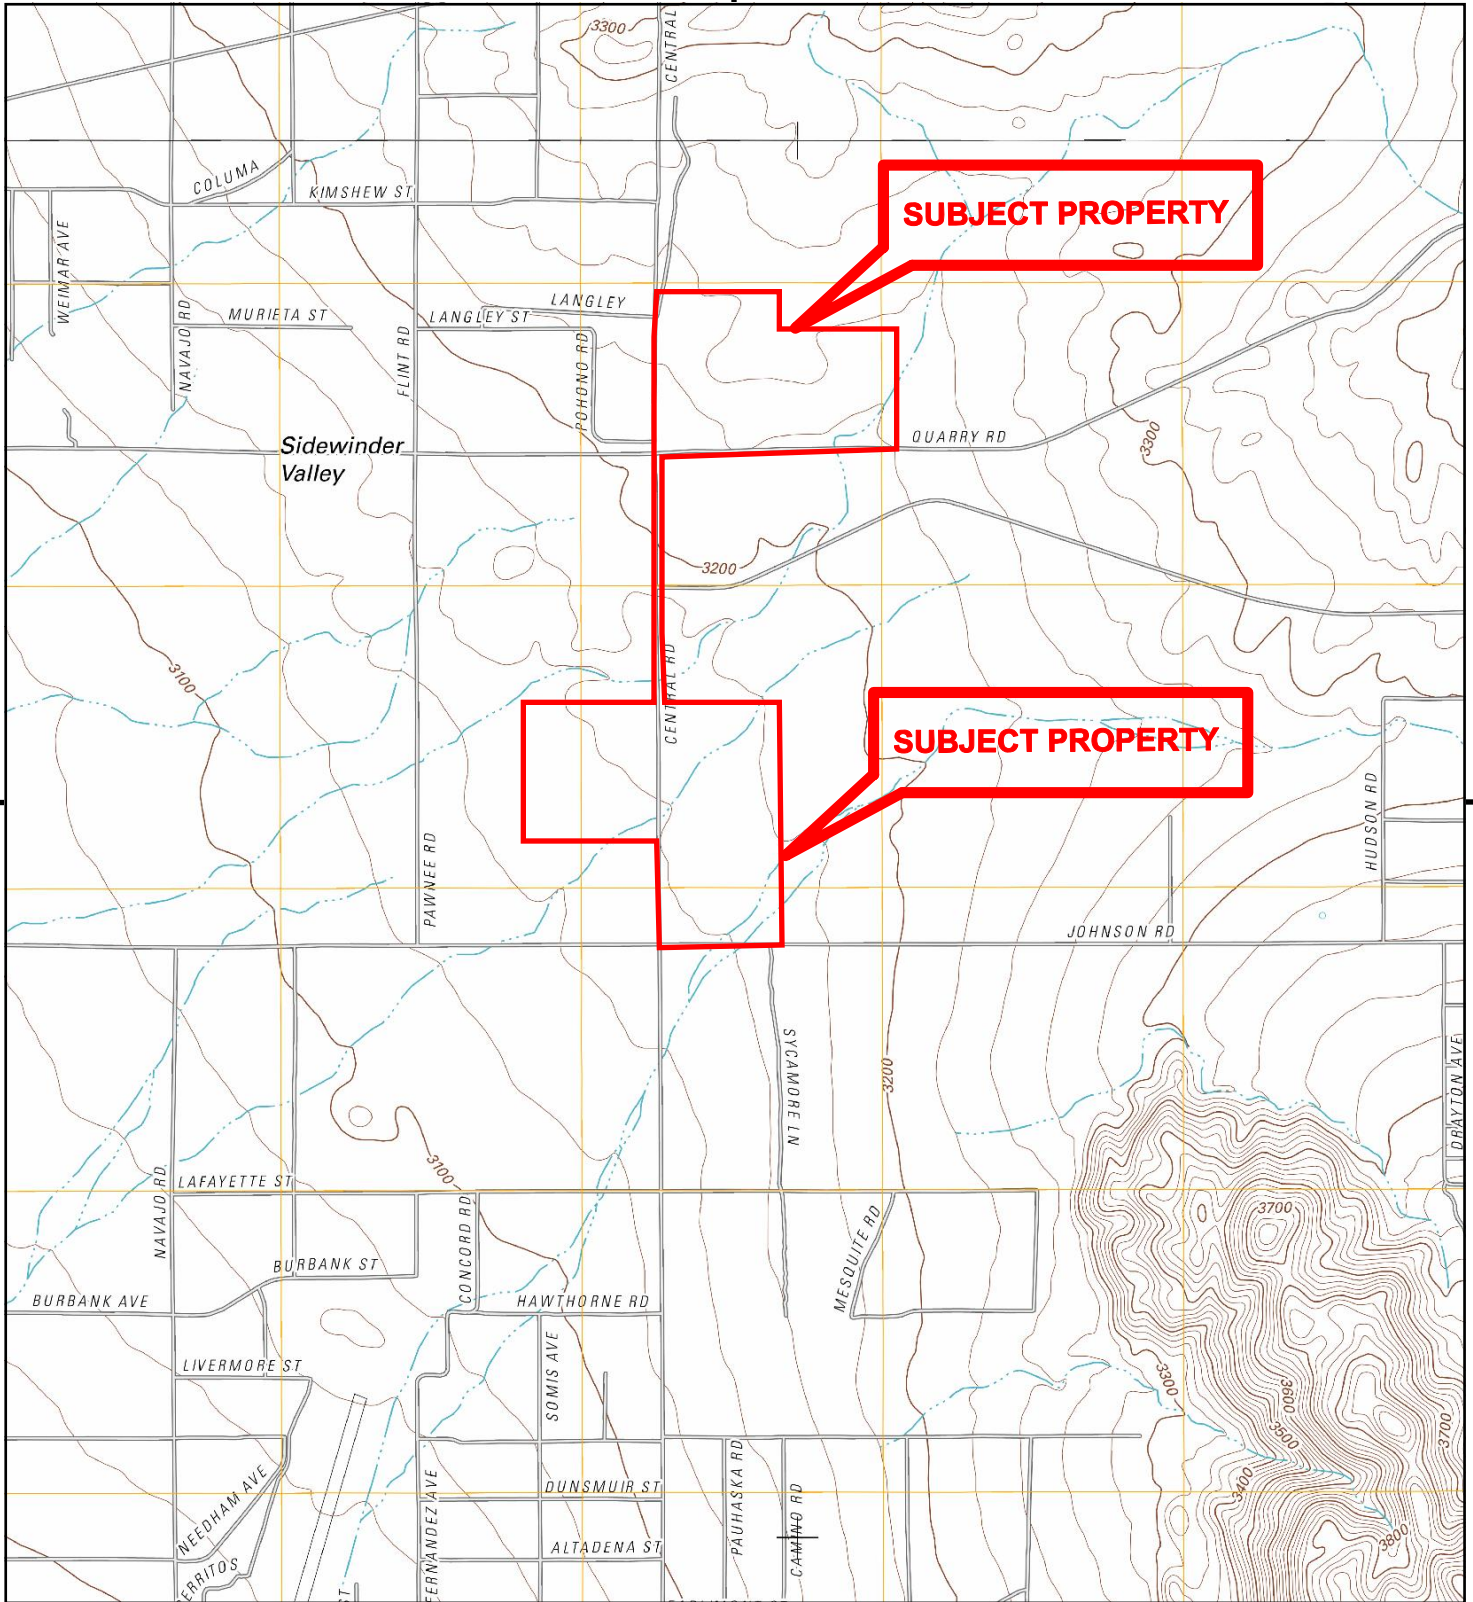 3300
CENTRAL
COLUMA
KIMSHEW ST
SUBJECT PROPERTY
WEIMAR AVE
NAVAJO RD
MURIETA ST
FLINT RD
LANGLEY
LANGLEY ST
POHONO RD
QUARRY RD
3300
Sidewinder
Valley
3200
3100
CENTRAL RD
SUBJECT PROPERTY
HUDSON RD
PAWNEE RD
JOHNSON RD
SYCAMORE LN
3200
DRAYTON AVE
3100
LAFAYETTE ST
NAVAJO RD
CONCORD RD
MESQUITE RD
3700
BURBANK ST
BURBANK AVE
HAWTHORNE RD
SOMIS AVE
LIVERMORE ST
3300
3600
3500
3700
3400
NEEDHAM AVE
FERNANDEZ AVE
DUNSMUIR ST
PAUHASKA RD
CAMINO RD
3800
ALTADENA ST
ERRITOS
ST